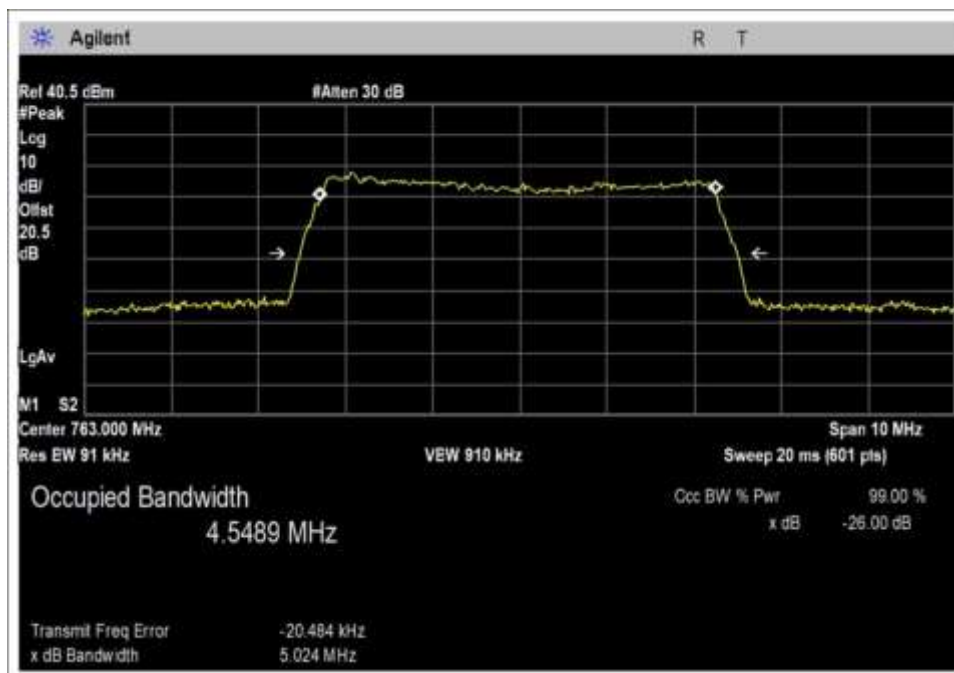 Agilent
R T
Ref 40.5 dBm #Atten 30 dB
#Peak
Log
10
dB/
Offst
20.5
dB
LgAv
M1 S2
Center 763.000 MHz Span 10 MHz
Res BW 91 kHz VBW 910 kHz Sweep 20 ms (601 pts)
Occupied Bandwidth Occ BW % Pwr 99.00 %
4.5489 MHz x dB -26.00 dB
Transmit Freq Error -20.484 kHz
x dB Bandwidth 5.024 MHz